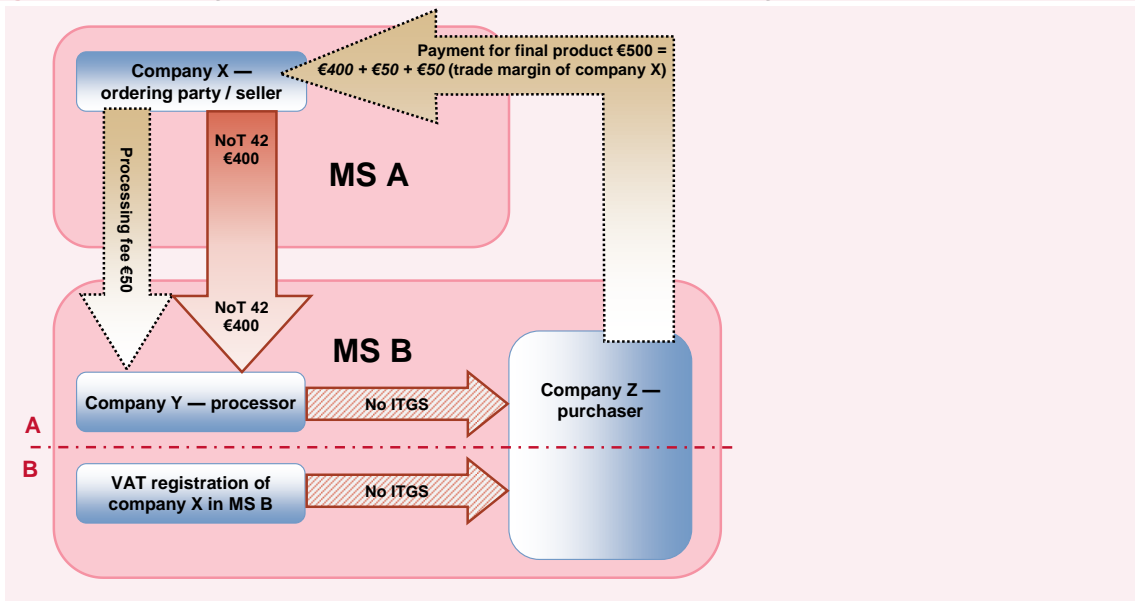 Payment for final product €500 =
€400 + €50 + €50 (trade margin of company X)
Company X —
ordering party / seller
NoT 42
€400
Processing fee €50
MS A
NoT 42
€400
MS B
Company Y — processor
No ITGS
Company Z —
purchaser
A
B
VAT registration of
company X in MS B
No ITGS